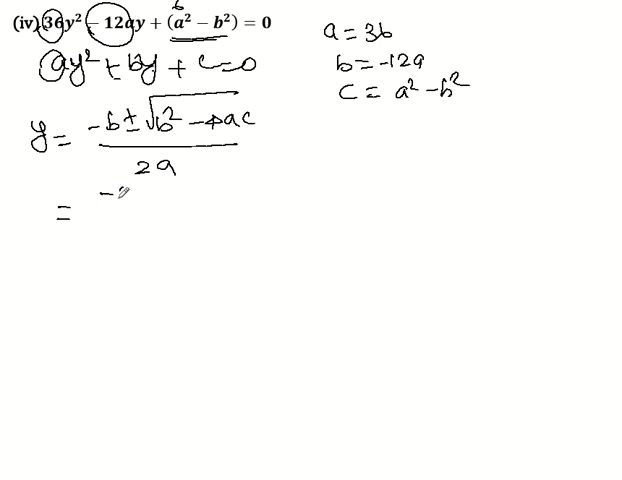 (iv) 36y² − 12ay + (a² − b²) = 0
ay² + by + c = 0
y = (-b ± √(b² - 4ac)) / 2a
=
a = 36
b = -12a
c = a² - b²